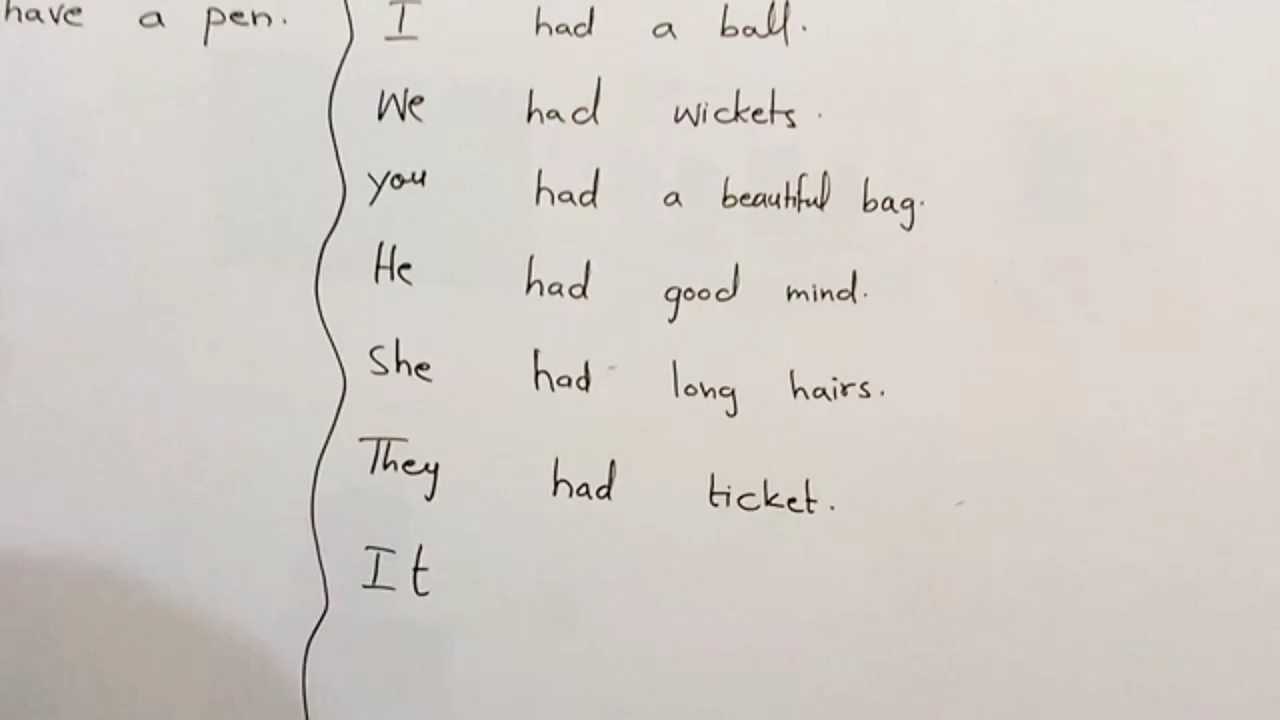 have a pen.
I had a ball.
We had wickets.
you had a beautiful bag.
He had good mind.
She had long hairs.
They had ticket.
It